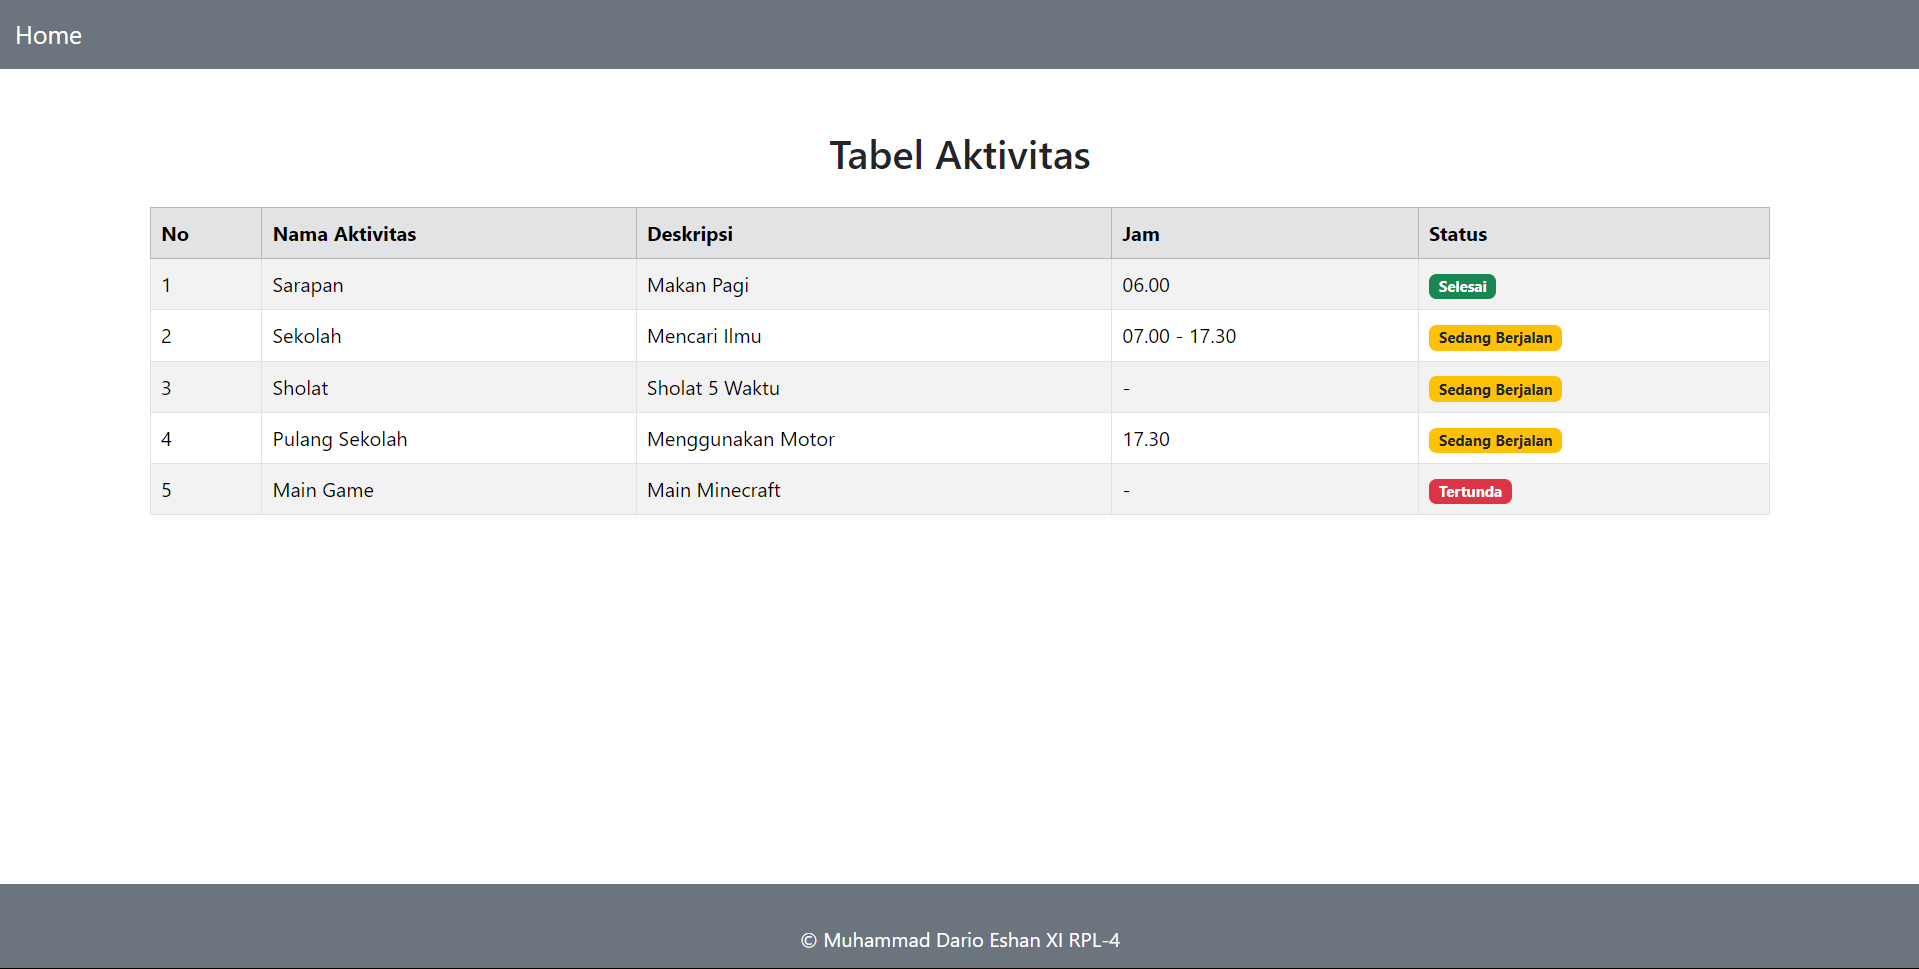 Home
Tabel Aktivitas
No Nama Aktivitas Deskripsi Jam Status
1 Sarapan Makan Pagi 06.00 Selesai
2 Sekolah Mencari Ilmu 07.00 - 17.30 Sedang Berjalan
3 Sholat Sholat 5 Waktu - Sedang Berjalan
4 Pulang Sekolah Menggunakan Motor 17.30 Sedang Berjalan
5 Main Game Main Minecraft - Tertunda
© Muhammad Dario Eshan XI RPL-4